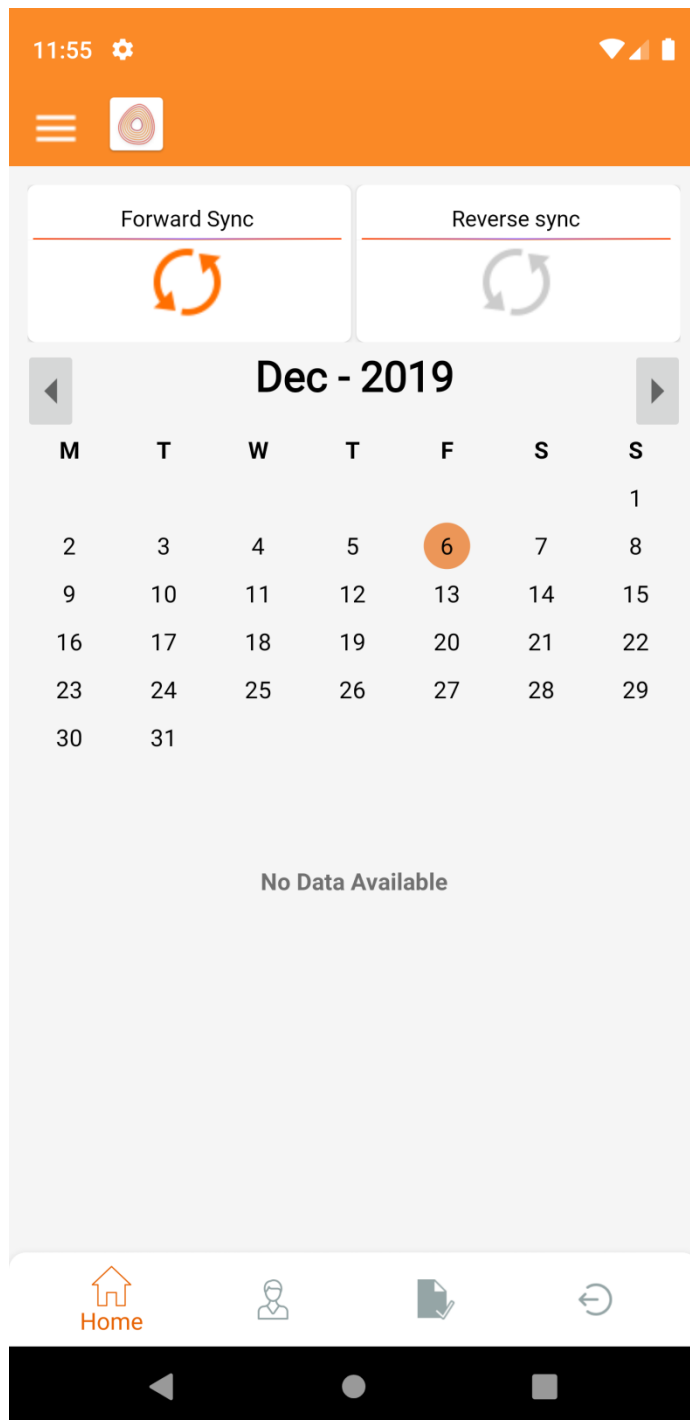 11:55
Forward Sync Reverse sync
Dec - 2019
M T W T F S S
1
2 3 4 5 6 7 8
9 10 11 12 13 14 15
16 17 18 19 20 21 22
23 24 25 26 27 28 29
30 31
No Data Available
Home